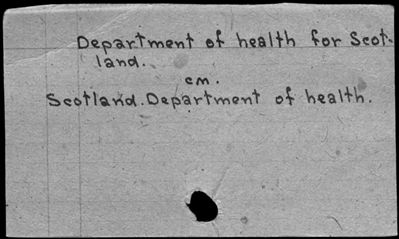 Department of health for Scot-
land.
cm.
Scotland. Department of health.